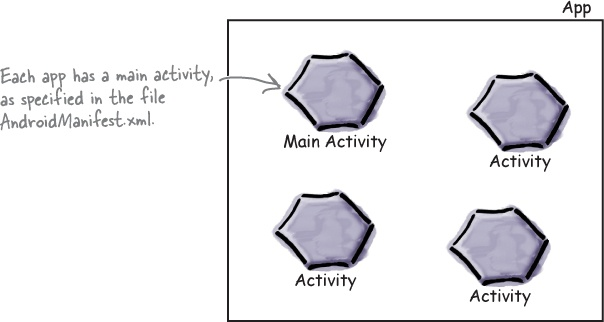 App
Each app has a main activity,
as specified in the file
AndroidManifest.xml.
Main Activity
Activity
Activity
Activity